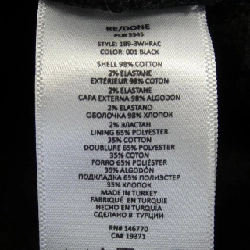 RE/DONE
STYLE: 189-3WHRAC
COLOR: 001 BLACK
SHELL 98% COTTON
2% ELASTANE
EXTÉRIEUR 98% COTON
2% ELASTANE
CAPA EXTERNA 98% ALGODÓN
2% ELASTANO
ОБОЛОЧКА 98% ХЛОПОК
2% ЭЛАСТАН
LINING 65% POLYESTER
35% COTTON
DOUBLURE 65% POLYESTER
35% COTON
FORRO 65% POLIÉSTER
35% ALGODÓN
ПОДКЛАДКА 65% ПОЛИЭСТЕР
35% ХЛОПОК
MADE IN TURKEY
FABRIQUÉ EN TURQUIE
HECHO EN TURQUÍA
СДЕЛАНО В ТУРЦИИ
RN# 146770
CA# 19373